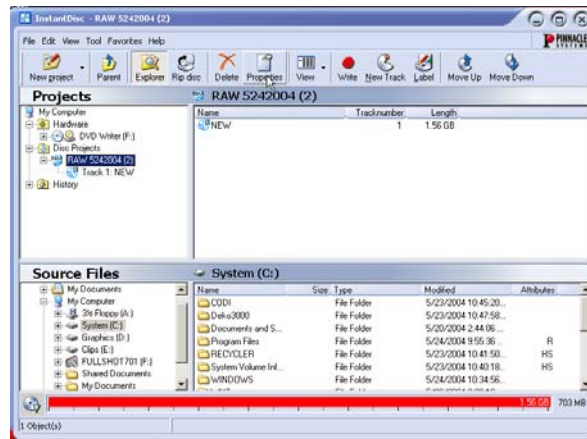 InstantDisc - RAW 5242004 (2)
File Edit View Tool Favorites Help
PINNACLE
SYSTEMS
New project Parent Explorer Rip disc Delete Properties View Write New Track Label Move Up Move Down
Projects
RAW 5242004 (2)
My Computer
Hardware
DVD Writer (F:)
Disc Projects
RAW 5242004 (2)
Track 1: NEW
History
Name Tracknumber Length
NEW 1 1.56 GB
Source Files
System (C:)
My Documents
My Computer
3½ Floppy (A:)
System (C:)
Graphics (D:)
Clips (E:)
FULLSHOT701 (F:)
Shared Documents
My Documents
Name Size Type Modified Attributes
CODI File Folder 5/23/2004 10:45:20...
Deko3000 File Folder 5/23/2004 10:47:58...
Documents and S... File Folder 5/20/2004 2:44:06 ...
Program Files File Folder 5/24/2004 9:55:36 ... R
RECYCLER File Folder 5/23/2004 10:41:50... HS
System Volume Inf... File Folder 5/23/2004 10:40:18... HS
WINDOWS File Folder 5/24/2004 10:34:56...
1.56 GB 703 MB
1 Object(s)